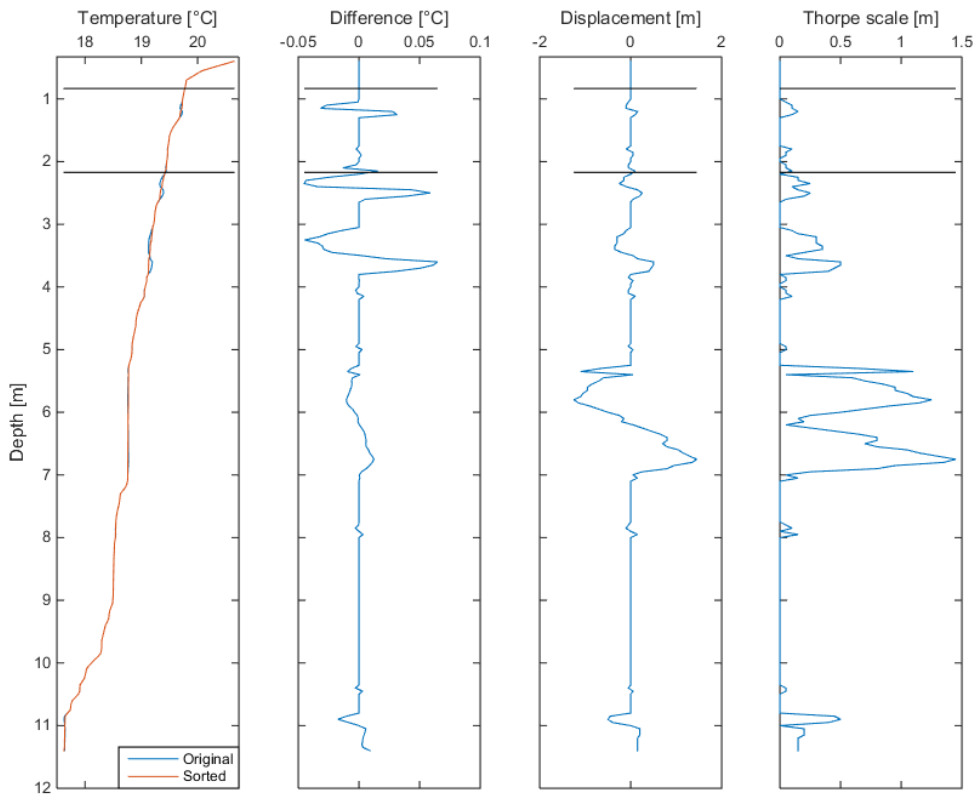 Temperature [°C] Difference [°C] Displacement [m] Thorpe scale [m]
18 19 20 -0.05 0 0.05 0.1 -2 0 2 0 0.5 1 1.5
1
2
3
4
5
Depth [m]
6
7
8
9
10
11
12
Original
Sorted